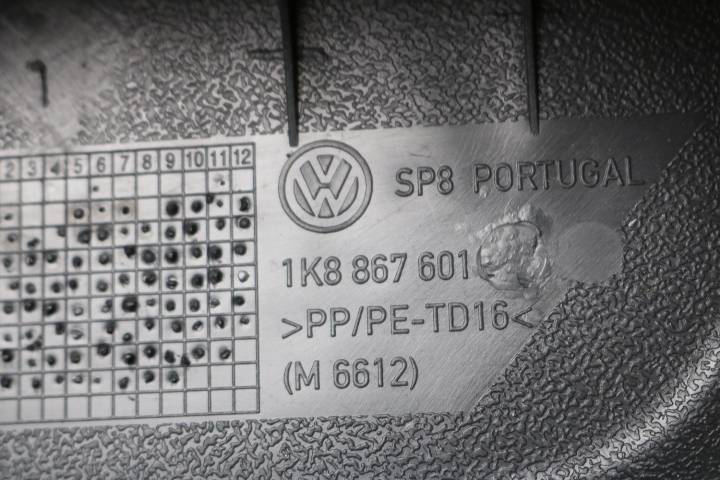 2 3 4 5 6 7 8 9 10 11 12
VW
SP8 PORTUGAL
1K8 867 601
>PP/PE-TD16<
(M 6612)